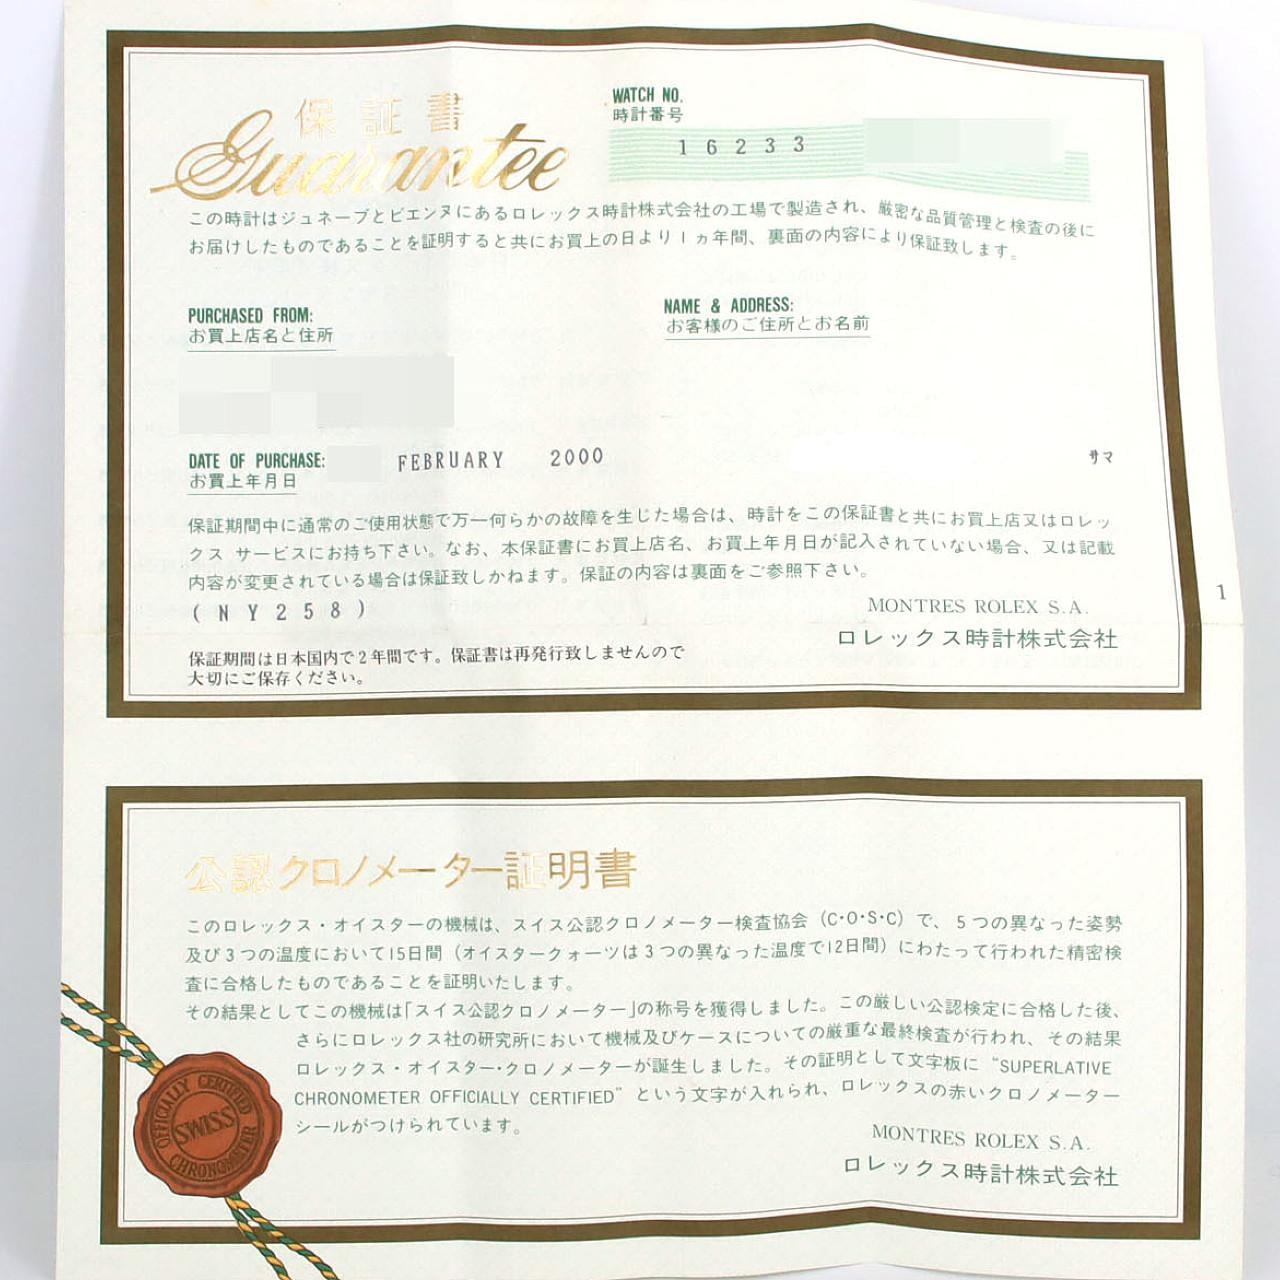 保証書
Guarantee
WATCH NO.
時計番号
16233
この時計はジュネーブとビエンヌにあるロレックス時計株式会社の工場で製造され、厳密な品質管理と検査の後に
お届けしたものであることを証明すると共にお買上の日より1ヵ年間、裏面の内容により保証致します。
PURCHASED FROM:
お買上店名と住所
NAME & ADDRESS:
お客様のご住所とお名前
DATE OF PURCHASE: FEBRUARY 2000
お買上年月日
サマ
保証期間中に通常のご使用状態で万一何らかの故障を生じた場合は、時計をこの保証書と共にお買上店又はロレッ
クス サービスにお持ち下さい。なお、本保証書にお買上店名、お買上年月日が記入されていない場合、又は記載
内容が変更されている場合は保証致しかねます。保証の内容は裏面をご参照下さい。
(NY258)
MONTRES ROLEX S.A.
ロレックス時計株式会社
1
保証期間は日本国内で2年間です。保証書は再発行致しませんので
大切にご保存ください。
公認クロノメーター証明書
このロレックス・オイスターの機械は、スイス公認クロノメーター検査協会(C・O・S・C)で、5つの異なった姿勢
及び3つの温度において15日間(オイスタークォーツは3つの異なった温度で12日間)にわたって行われた精密検
査に合格したものであることを証明いたします。
その結果としてこの機械は「スイス公認クロノメーター」の称号を獲得しました。この厳しい公認検定に合格した後、
さらにロレックス社の研究所において機械及びケースについての厳重な最終検査が行われ、その結果
ロレックス・オイスター・クロノメーターが誕生しました。その証明として文字板に "SUPERLATIVE
CHRONOMETER OFFICIALLY CERTIFIED" という文字が入れられ、ロレックスの赤いクロノメーター
シールがつけられています。
MONTRES ROLEX S.A.
ロレックス時計株式会社
OFFICIALLY CERTIFIED
SWISS
CHRONOMETER